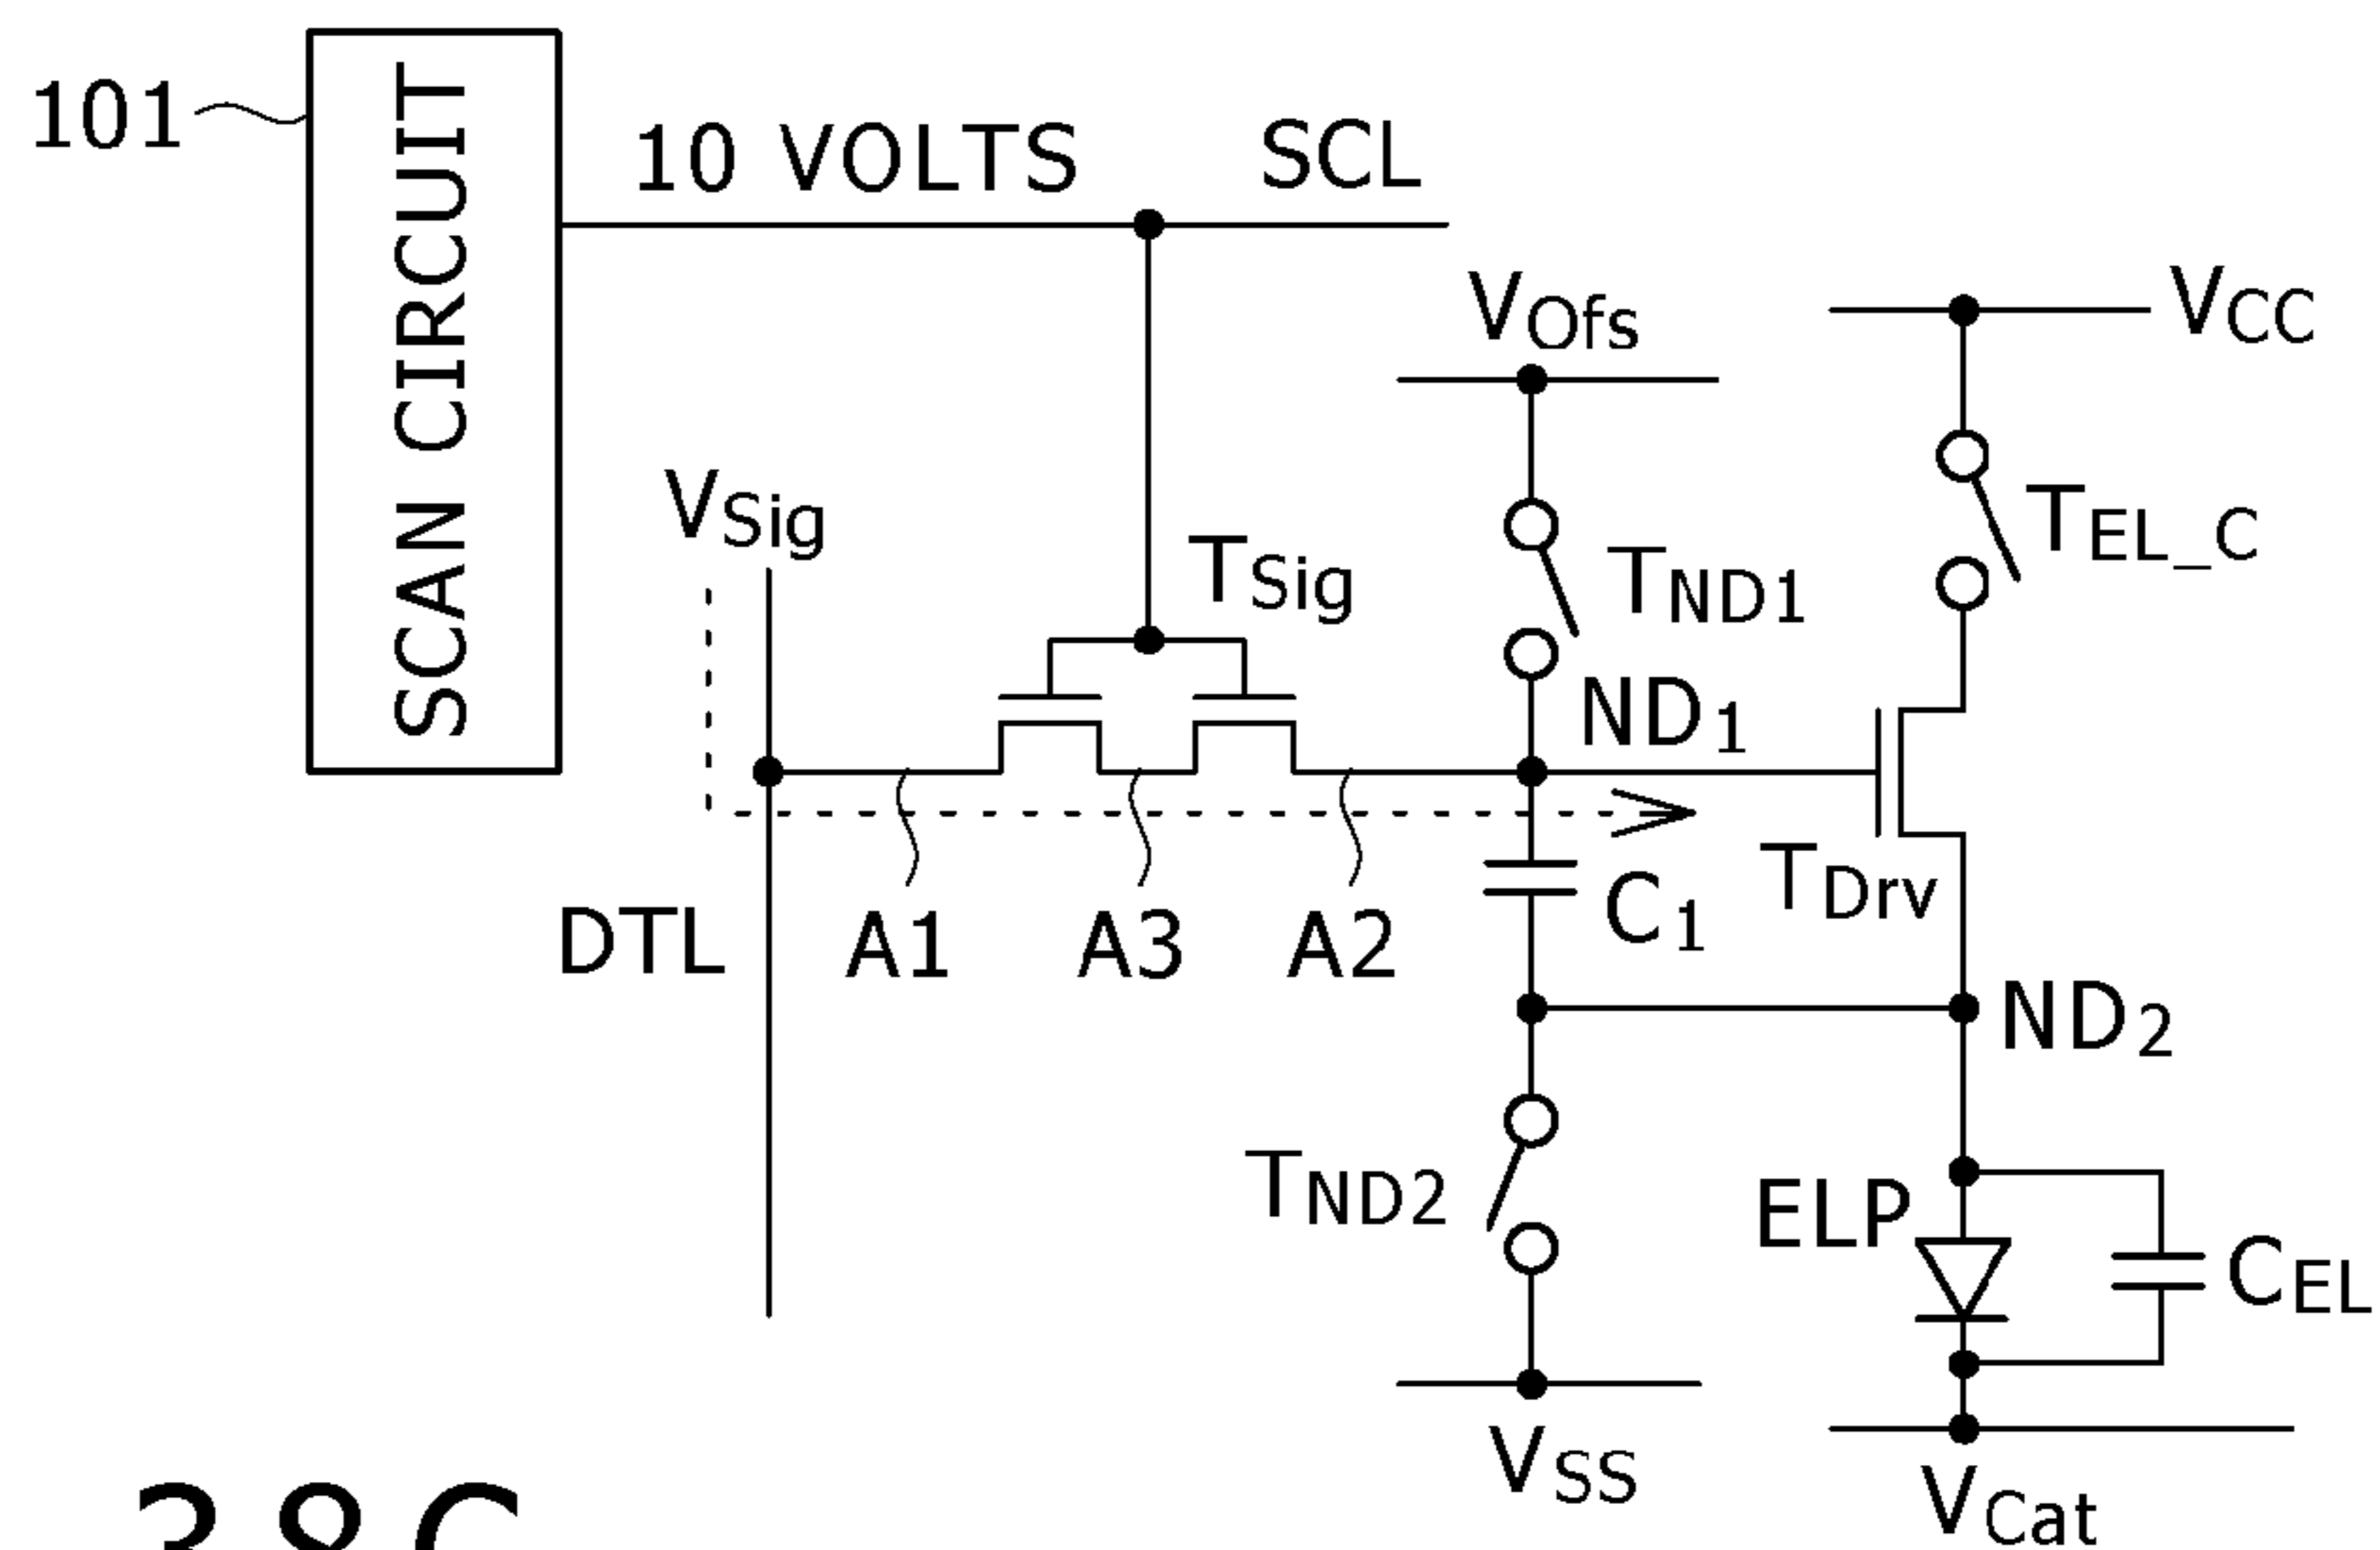 101
SCAN CIRCUIT
10 VOLTS
SCL
VOfs
VCC
VSig
TSig
TND1
TEL_C
ND1
DTL
A1
A3
A2
C1
TDrv
ND2
TND2
ELP
CEL
VSS
VCat